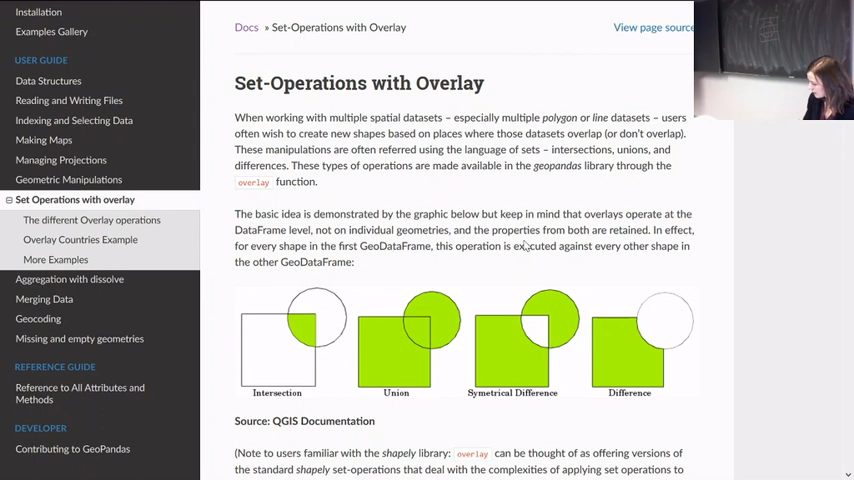 Installation
Examples Gallery
USER GUIDE
Data Structures
Reading and Writing Files
Indexing and Selecting Data
Making Maps
Managing Projections
Geometric Manipulations
Set Operations with overlay
The different Overlay operations
Overlay Countries Example
More Examples
Aggregation with dissolve
Merging Data
Geocoding
Missing and empty geometries
REFERENCE GUIDE
Reference to All Attributes and
Methods
DEVELOPER
Contributing to GeoPandas
Docs » Set-Operations with Overlay
View page source
Set-Operations with Overlay
When working with multiple spatial datasets – especially multiple polygon or line datasets – users
often wish to create new shapes based on places where those datasets overlap (or don't overlap).
These manipulations are often referred using the language of sets – intersections, unions, and
differences. These types of operations are made available in the geopandas library through the
overlay function.
The basic idea is demonstrated by the graphic below but keep in mind that overlays operate at the
DataFrame level, not on individual geometries, and the properties from both are retained. In effect,
for every shape in the first GeoDataFrame, this operation is executed against every other shape in
the other GeoDataFrame:
Intersection
Union
Symetrical Difference
Difference
Source: QGIS Documentation
(Note to users familiar with the shapely library: overlay can be thought of as offering versions of
the standard shapely set-operations that deal with the complexities of applying set operations to